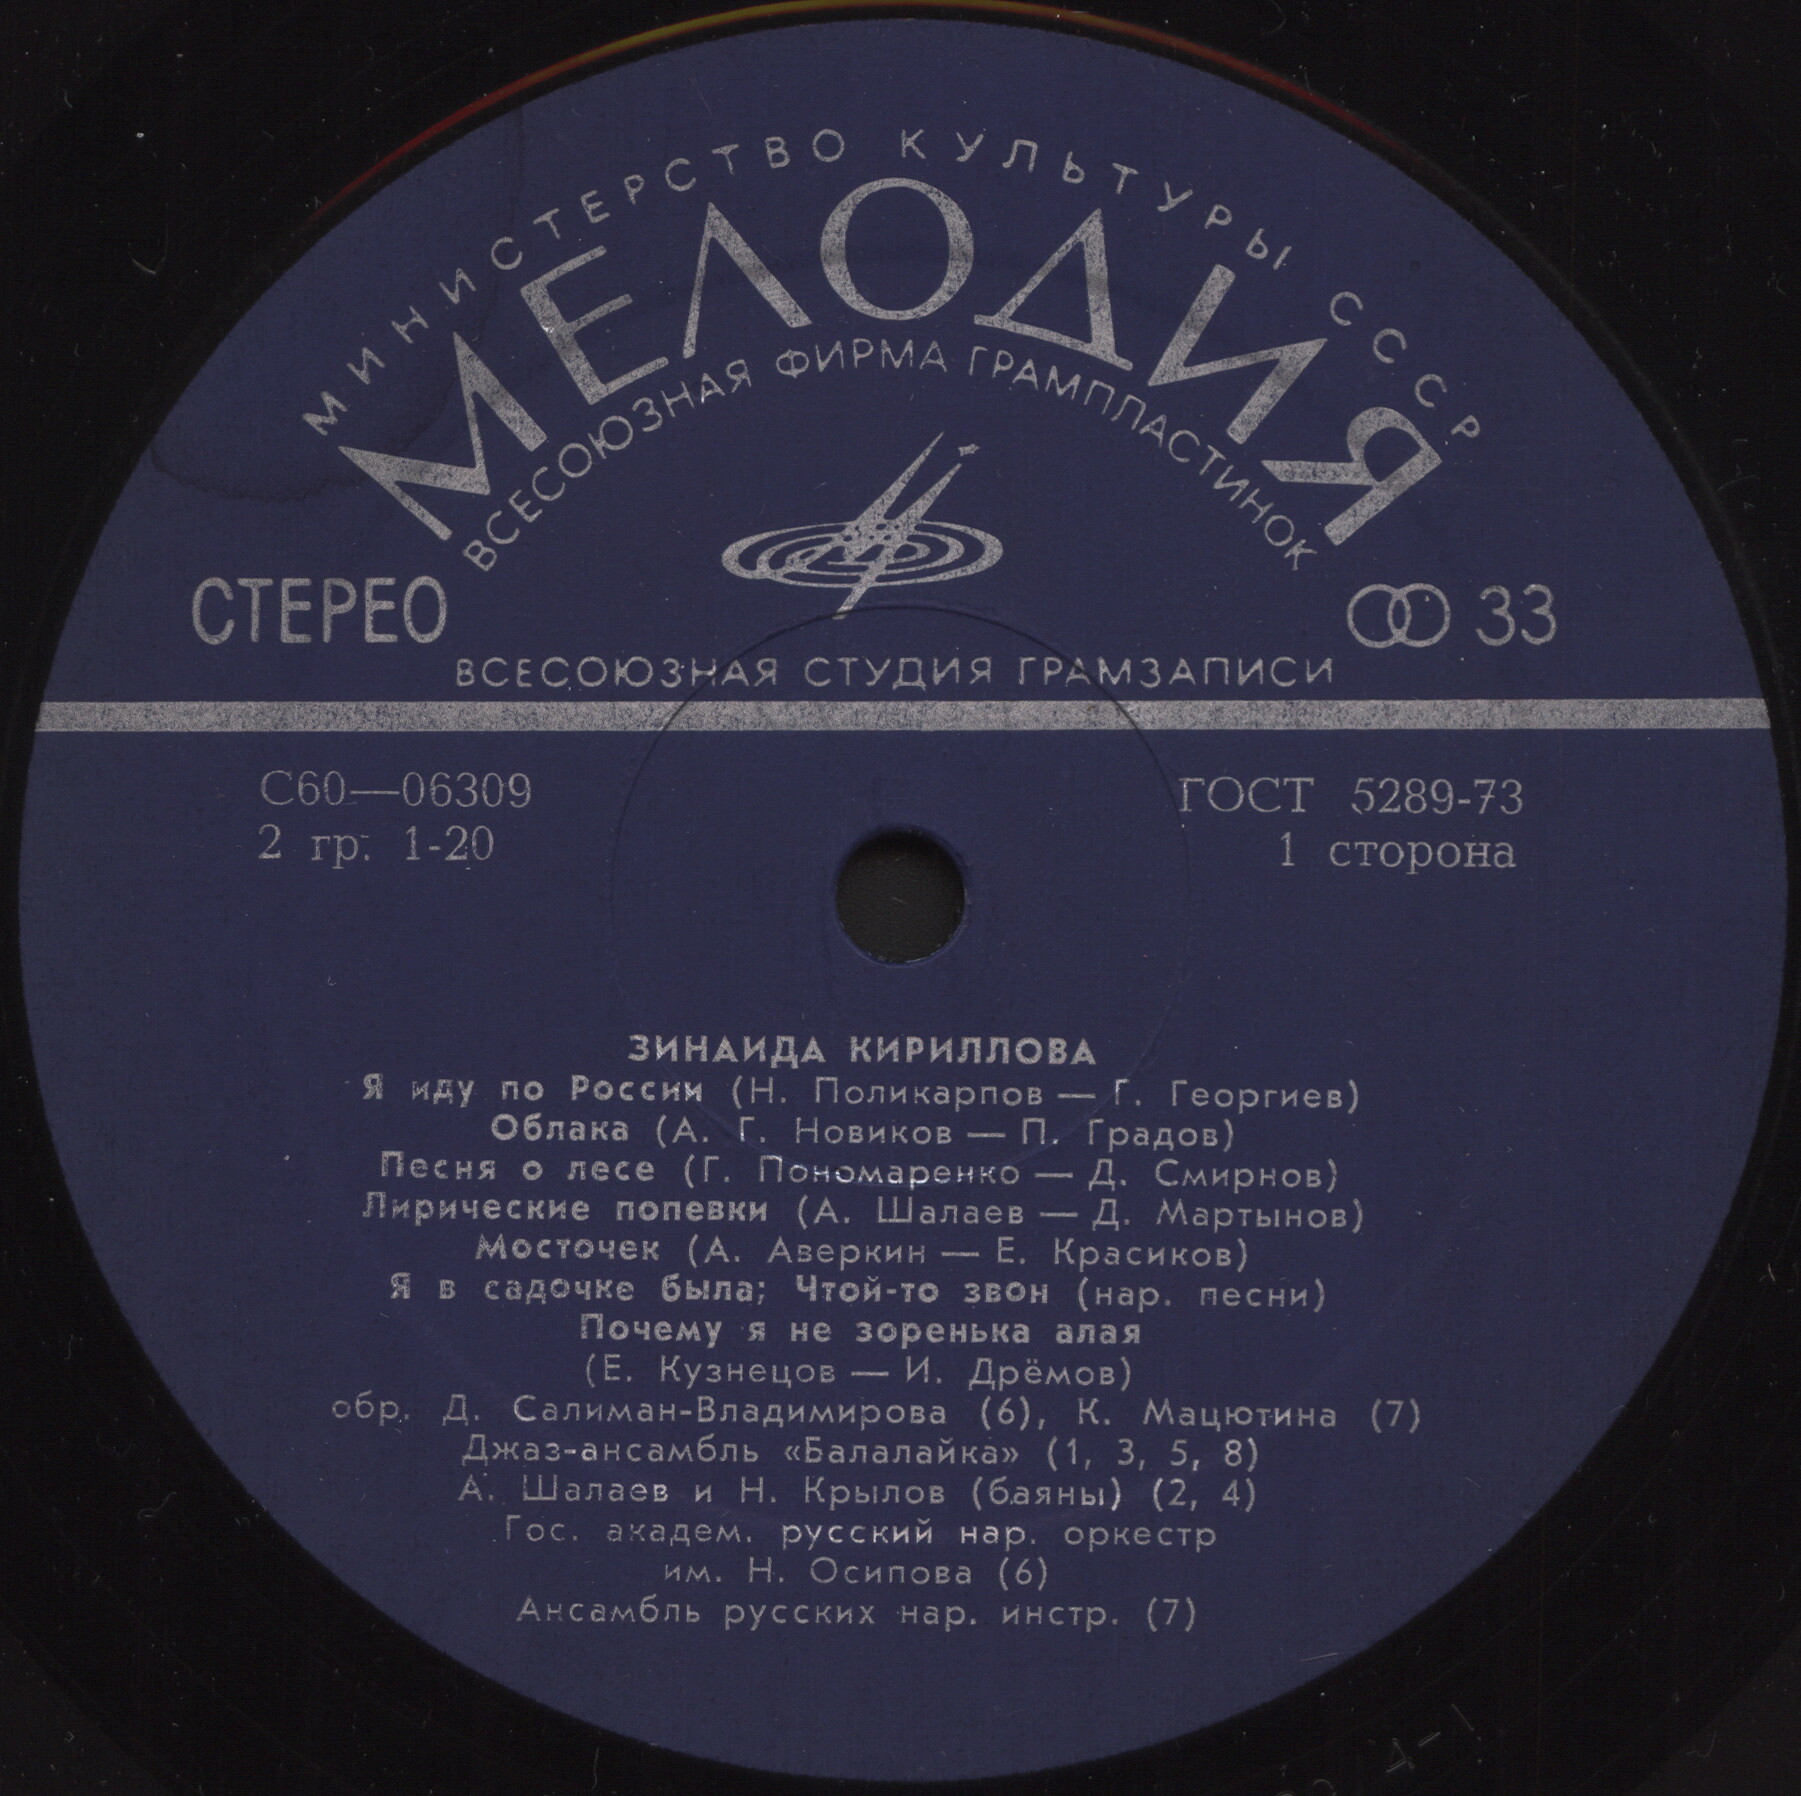 МИНИСТЕРСТВО КУЛЬТУРЫ СССР
МЕЛОДИЯ
ВСЕСОЮЗНАЯ ФИРМА ГРАМПЛАСТИНОК
СТЕРЕО
33
ВСЕСОЮЗНАЯ СТУДИЯ ГРАМЗАПИСИ
С60—06309
ГОСТ 5289-73
2 гр. 1-20
1 сторона
ЗИНАИДА КИРИЛЛОВА
Я иду по России (Н. Поликарпов — Г. Георгиев)
Облака (А. Г. Новиков — П. Градов)
Песня о лесе (Г. Пономаренко — Д. Смирнов)
Лирические попевки (А. Шалаев — Д. Мартынов)
Мосточек (А. Аверкин — Е. Красиков)
Я в садочке была; Чтой-то звон (нар. песни)
Почему я не зоренька алая
(Е. Кузнецов — И. Дрёмов)
обр. Д. Салиман-Владимирова (6), К. Мацютина (7)
Джаз-ансамбль «Балалайка» (1, 3, 5, 8)
А. Шалаев и Н. Крылов (баяны) (2, 4)
Гос. академ. русский нар. оркестр
им. Н. Осипова (6)
Ансамбль русских нар. инстр. (7)